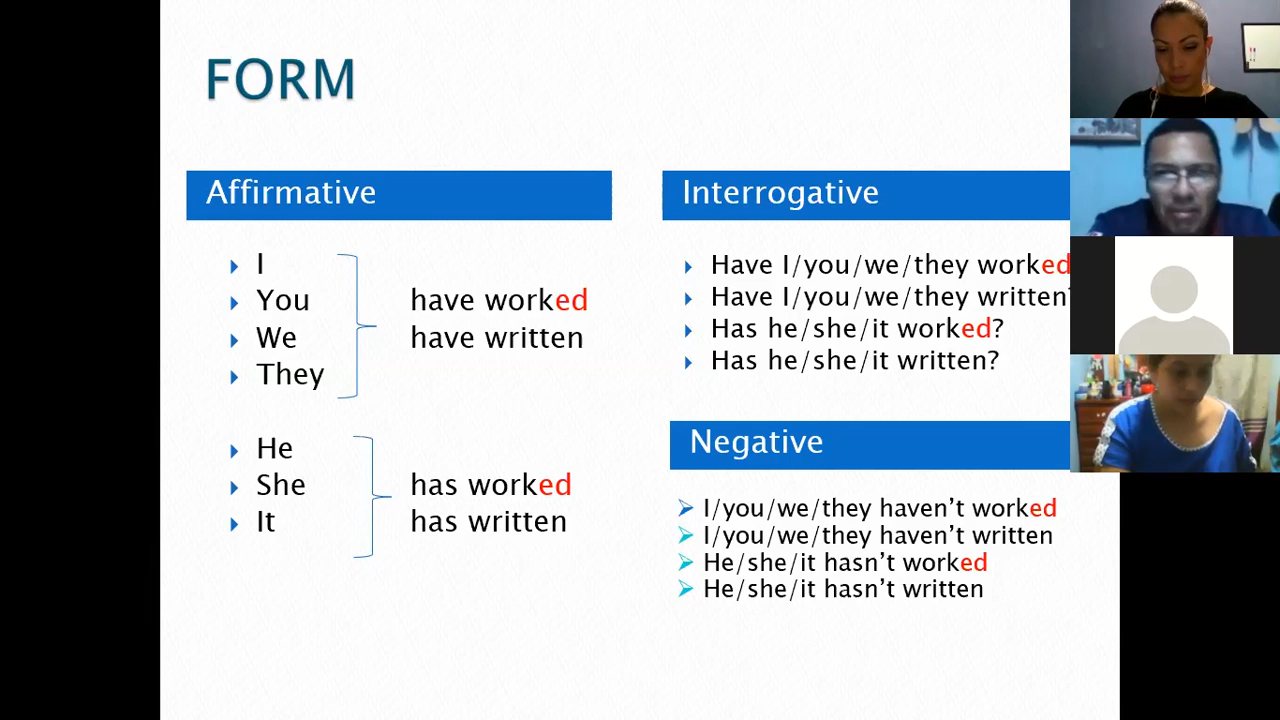 FORM
Affirmative
I
You
We
They
have worked
have written
He
She
It
has worked
has written
Interrogative
Have I/you/we/they worked
Have I/you/we/they written?
Has he/she/it worked?
Has he/she/it written?
Negative
I/you/we/they haven't worked
I/you/we/they haven't written
He/she/it hasn't worked
He/she/it hasn't written